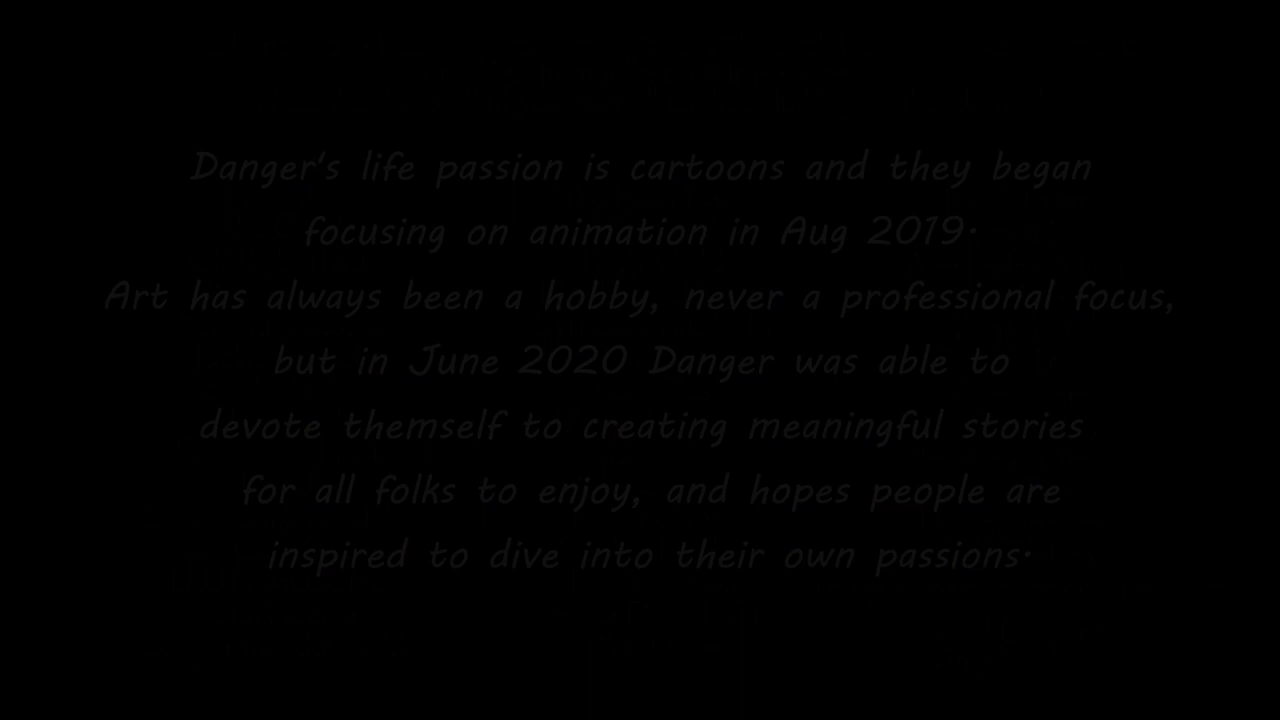 Danger's life passion is cartoons and they began
focusing on animation in Aug 2019.
Art has always been a hobby, never a professional focus,
but in June 2020 Danger was able to
devote themself to creating meaningful stories
for all folks to enjoy, and hopes people are
inspired to dive into their own passions.